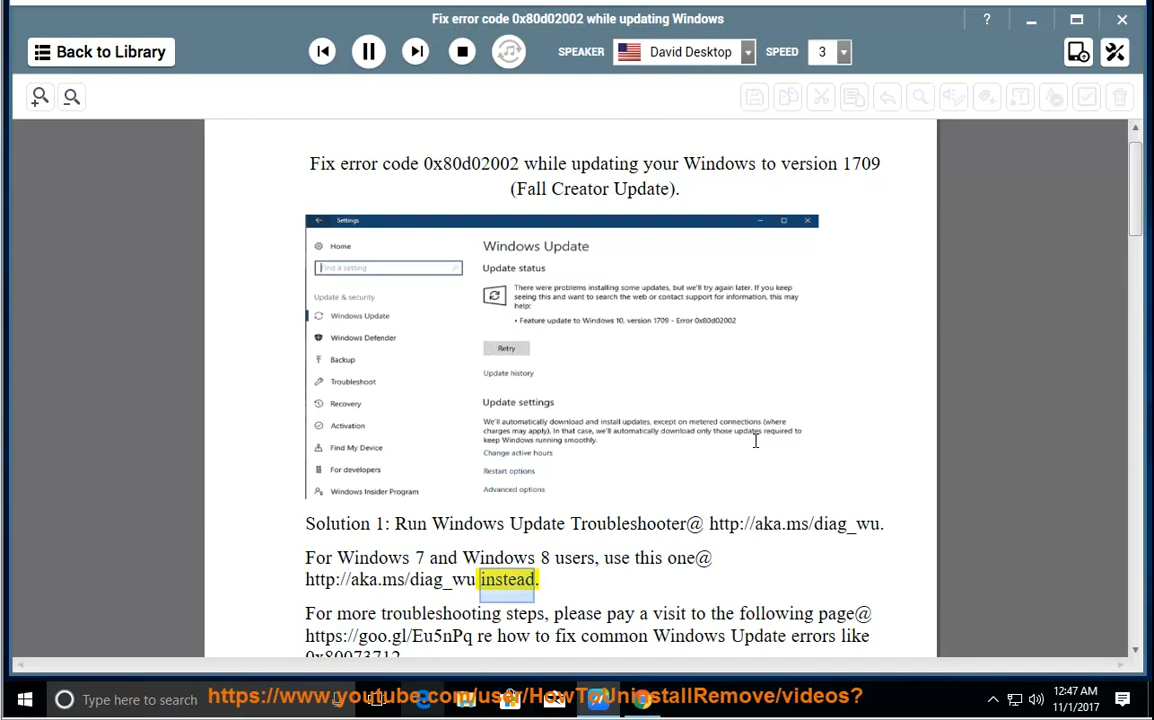 Fix error code 0x80d02002 while updating Windows
?
Back to Library
SPEAKER David Desktop SPEED 3
Fix error code 0x80d02002 while updating your Windows to version 1709
(Fall Creator Update).
Settings
Home
Find a setting
Update & security
Windows Update
Windows Defender
Backup
Troubleshoot
Recovery
Activation
Find My Device
For developers
Windows Insider Program
Windows Update
Update status
There were problems installing some updates, but we'll try again later. If you keep
seeing this and want to search the web or contact support for information, this may
help:
• Feature update to Windows 10, version 1709 - Error 0x80d02002
Retry
Update history
Update settings
We'll automatically download and install updates, except on metered connections (where
charges may apply). In that case, we'll automatically download only those updates required to
keep Windows running smoothly.
Change active hours
Restart options
Advanced options
Solution 1: Run Windows Update Troubleshooter@ http://aka.ms/diag_wu.
For Windows 7 and Windows 8 users, use this one@
http://aka.ms/diag_wu instead.
For more troubleshooting steps, please pay a visit to the following page@
https://goo.gl/Eu5nPq re how to fix common Windows Update errors like
0x80073712
Type here to search
https://www.youtube.com/user/HowToUninstallRemove/videos?
12:47 AM
11/1/2017